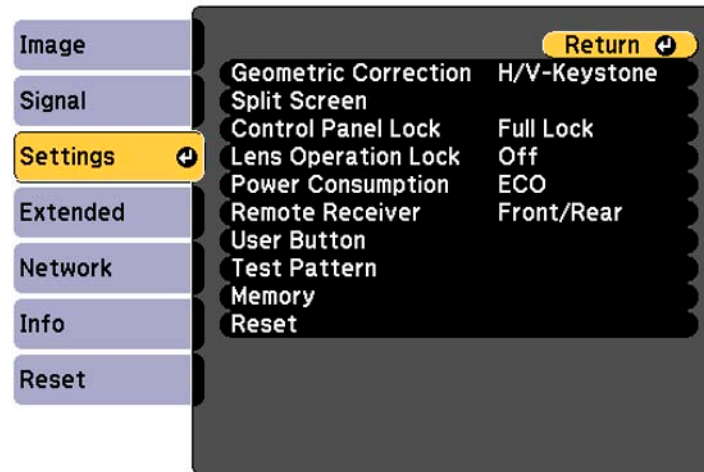 Image
Signal
Settings
Extended
Network
Info
Reset
Return
Geometric Correction H/V-Keystone
Split Screen
Control Panel Lock Full Lock
Lens Operation Lock Off
Power Consumption ECO
Remote Receiver Front/Rear
User Button
Test Pattern
Memory
Reset